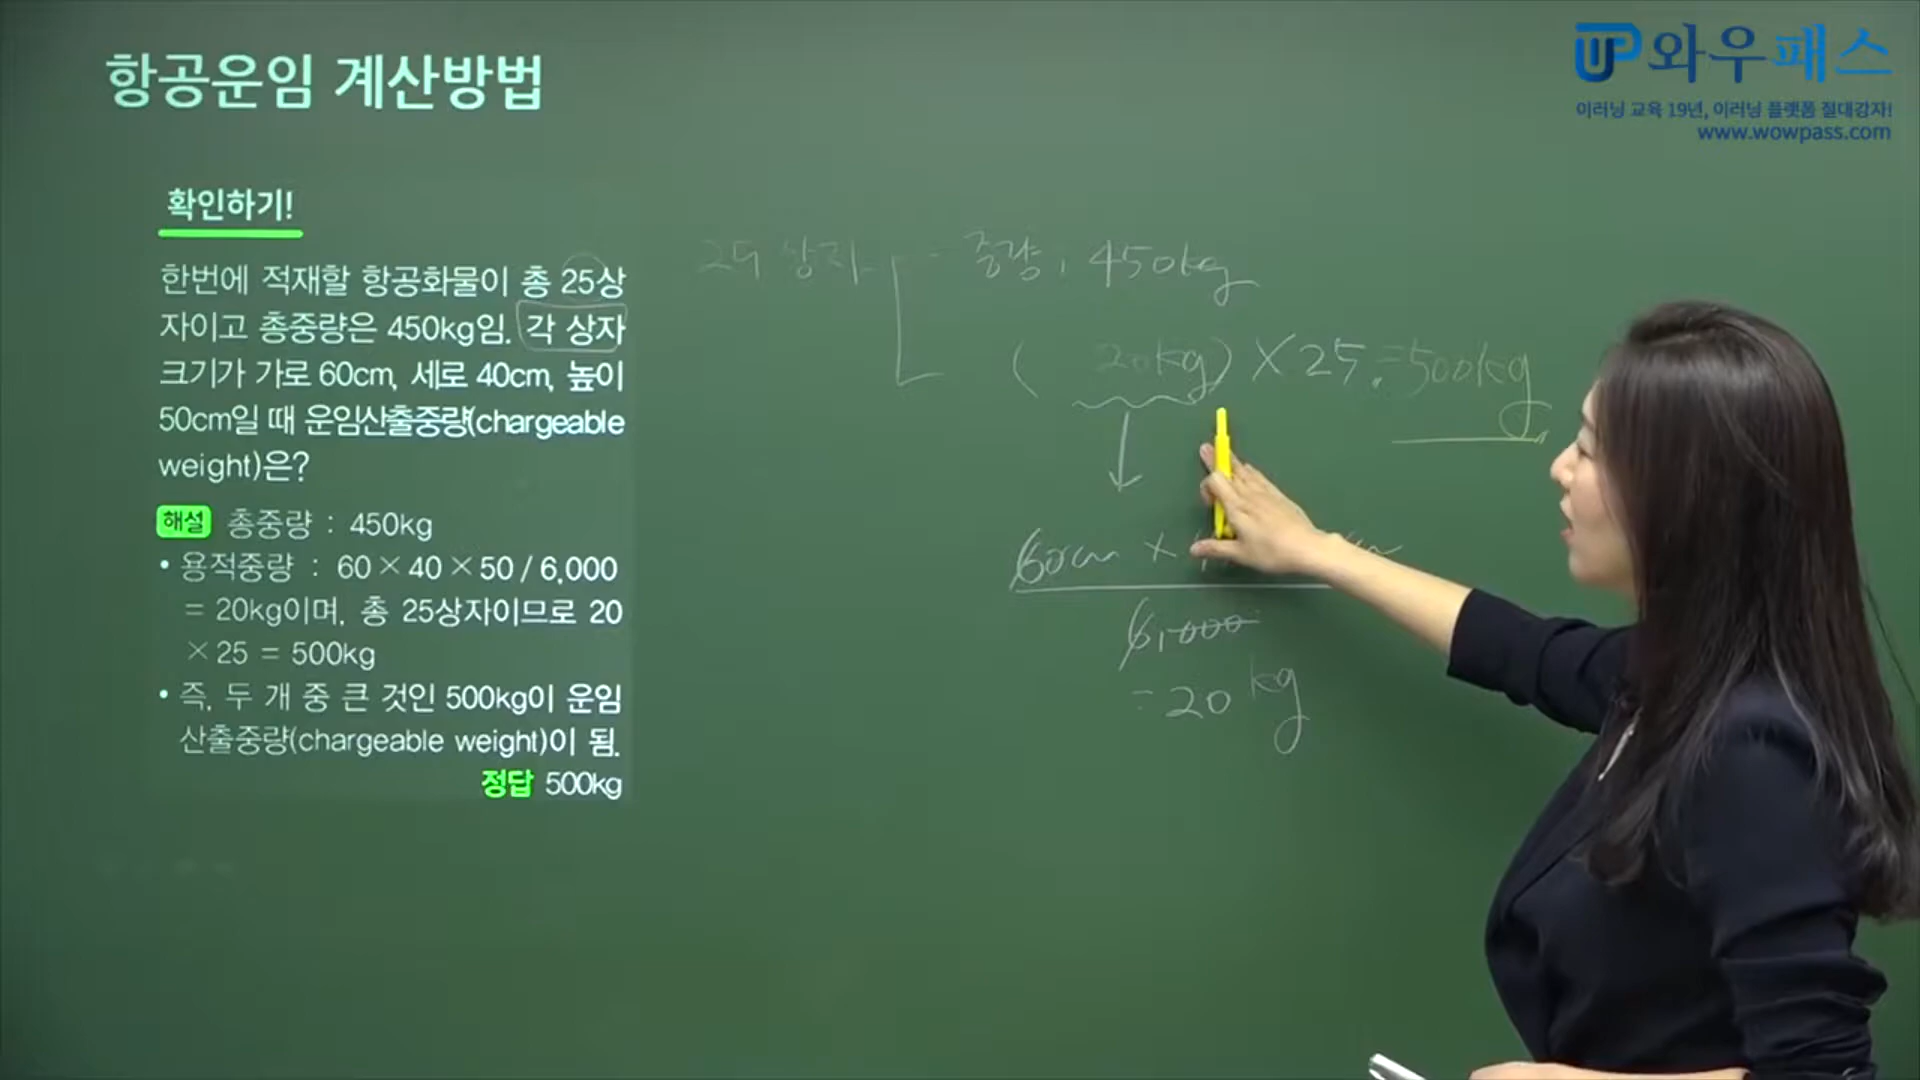 항공운임 계산방법
와우패스
이러닝 교육 19년, 이러닝 플랫폼 절대강자!
www.wowpass.com
확인하기!
한번에 적재할 항공화물이 총 25상
자이고 총중량은 450kg임. 각 상자
크기가 가로 60cm, 세로 40cm, 높이
50cm일 때 운임산출중량(chargeable
weight)은?
해설 총중량 : 450kg
• 용적중량 : 60×40×50/6,000
= 20kg이며, 총 25상자이므로 20
×25 = 500kg
• 즉, 두 개 중 큰 것인 500kg이 운임
산출중량(chargeable weight)이 됨.
정답 500kg
25 상자 - 중량 : 450kg
( 20kg) × 25 = 500kg
60cm ×
6,000
= 20 kg